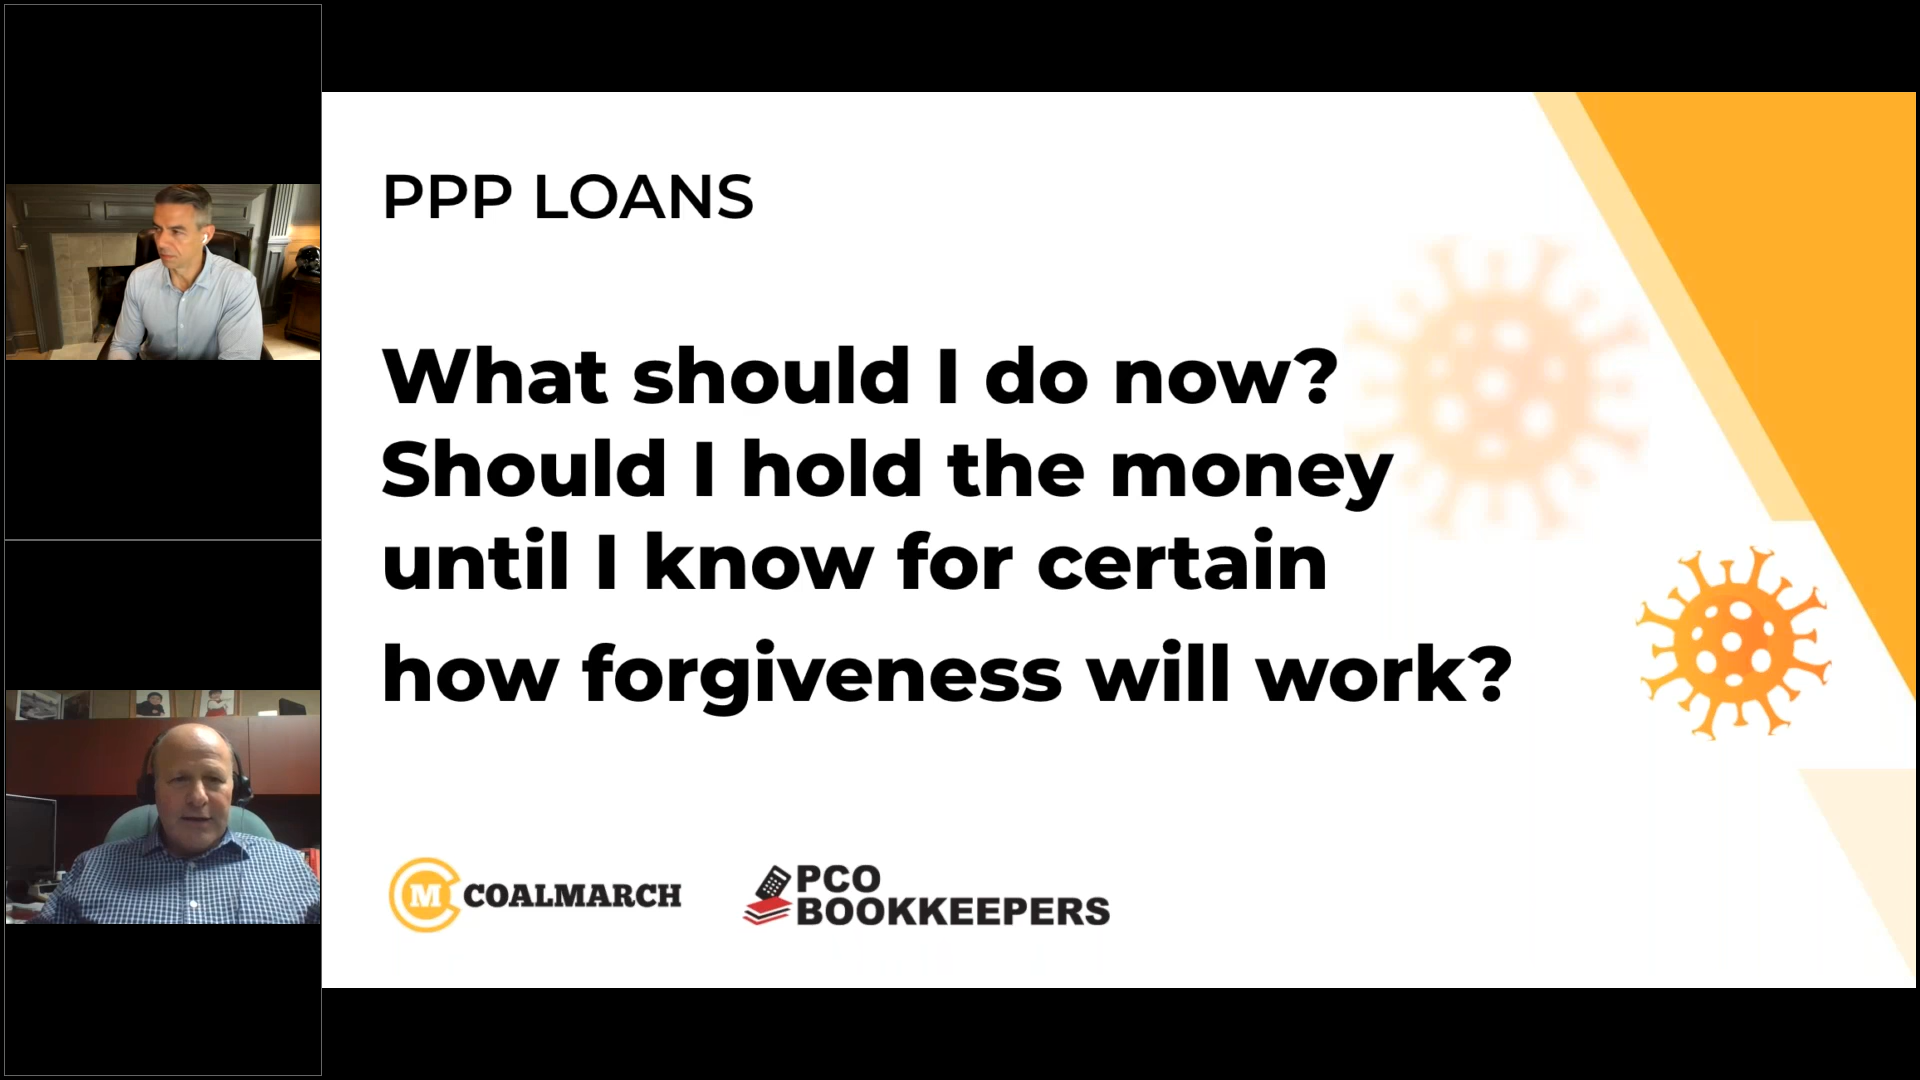 PPP LOANS
What should I do now?
Should I hold the money
until I know for certain
how forgiveness will work?
CM COALMARCH
PCO
BOOKKEEPERS